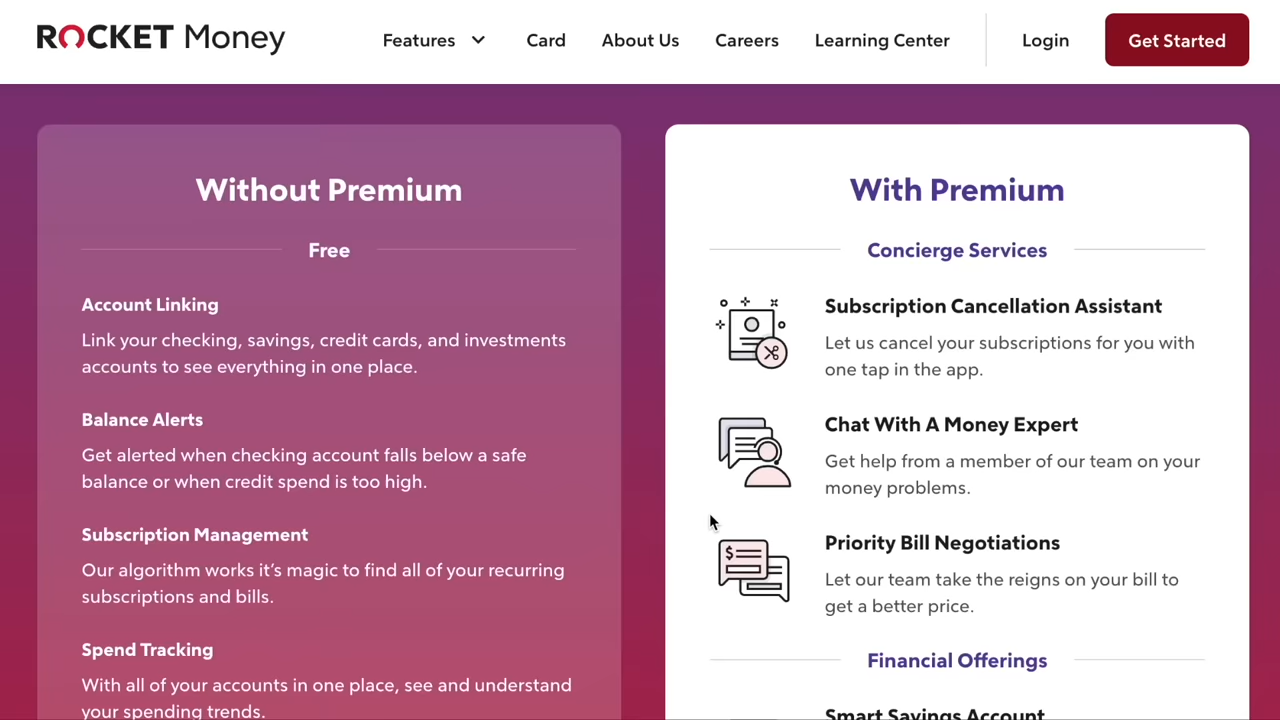 ROCKET Money
Features
Card
About Us
Careers
Learning Center
Login
Get Started
Without Premium
Free
Account Linking
Link your checking, savings, credit cards, and investments
accounts to see everything in one place.
Balance Alerts
Get alerted when checking account falls below a safe
balance or when credit spend is too high.
Subscription Management
Our algorithm works it’s magic to find all of your recurring
subscriptions and bills.
Spend Tracking
With all of your accounts in one place, see and understand
your spending trends.
With Premium
Concierge Services
Subscription Cancellation Assistant
Let us cancel your subscriptions for you with
one tap in the app.
Chat With A Money Expert
Get help from a member of our team on your
money problems.
$
Priority Bill Negotiations
Let our team take the reigns on your bill to
get a better price.
Financial Offerings
Smart Savings Account